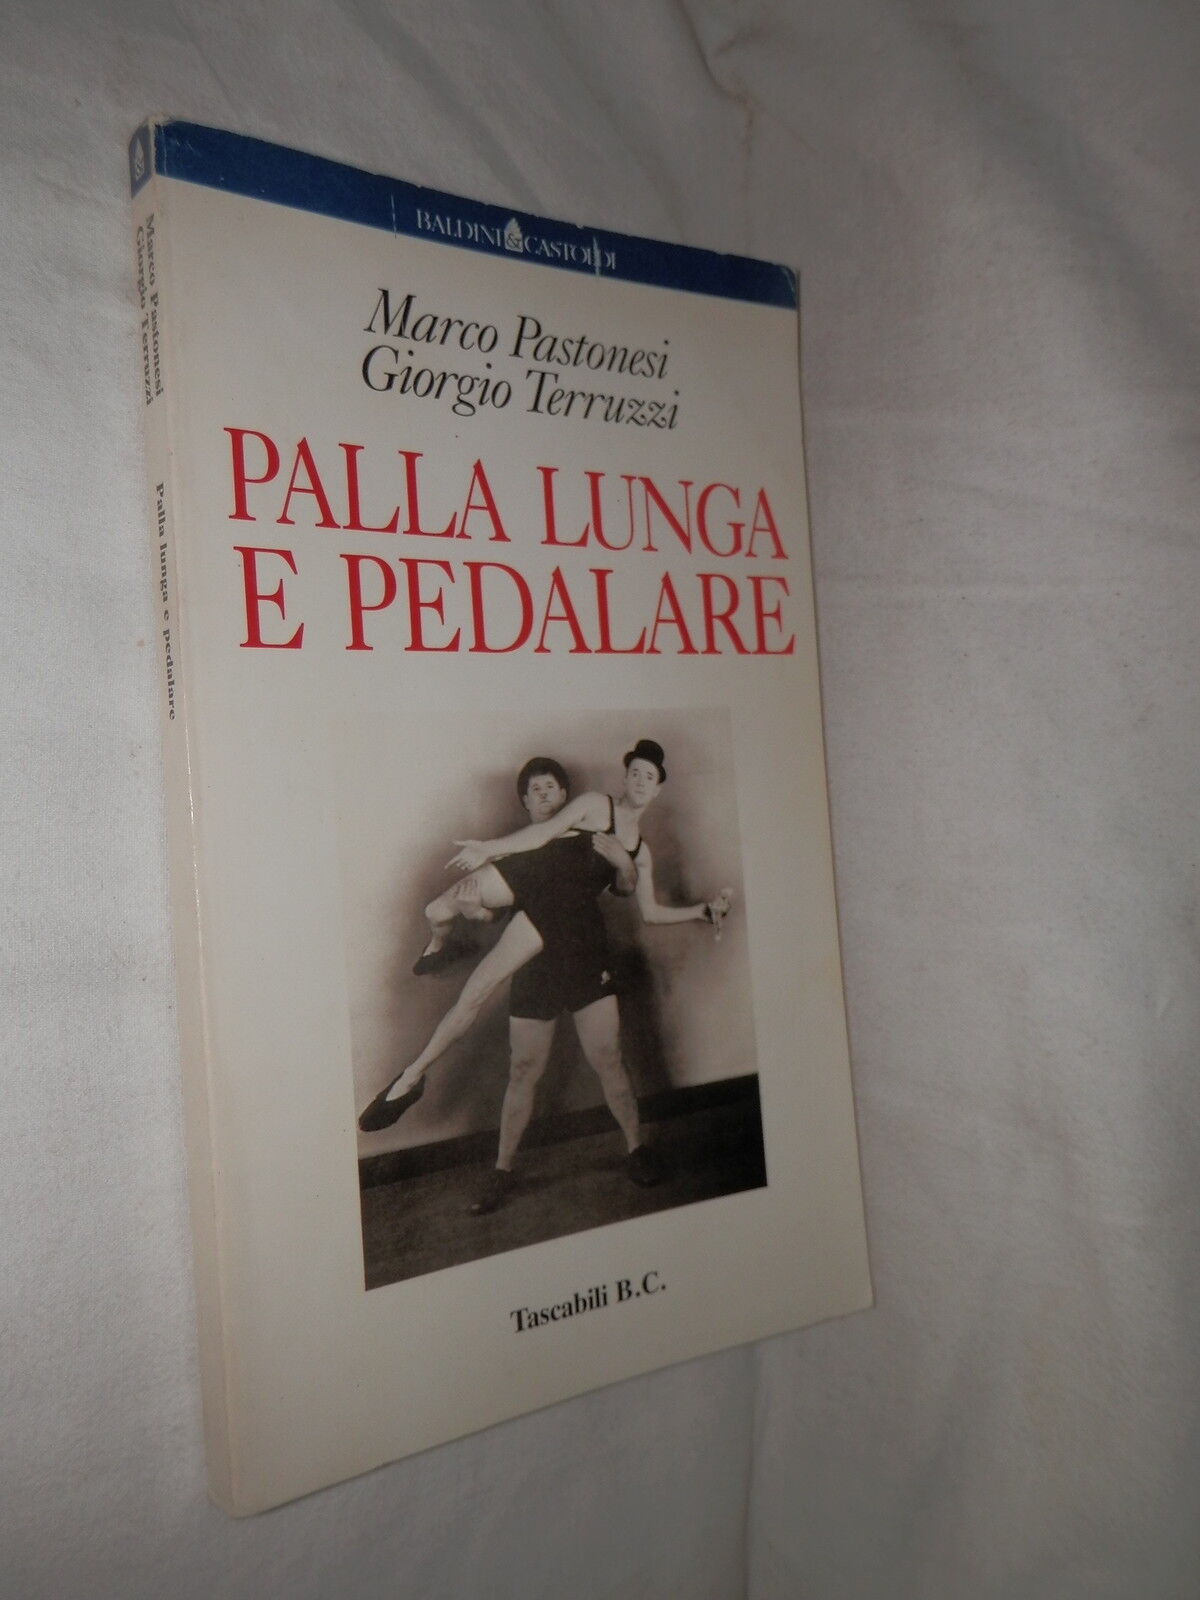 BALDINI&CASTOLDI
Marco Pastonesi
Giorgio Terruzzi
PALLA LUNGA
E PEDALARE
Tascabili B.C.
Marco Pastonesi
Giorgio Terruzzi
Palla lunga e pedalare